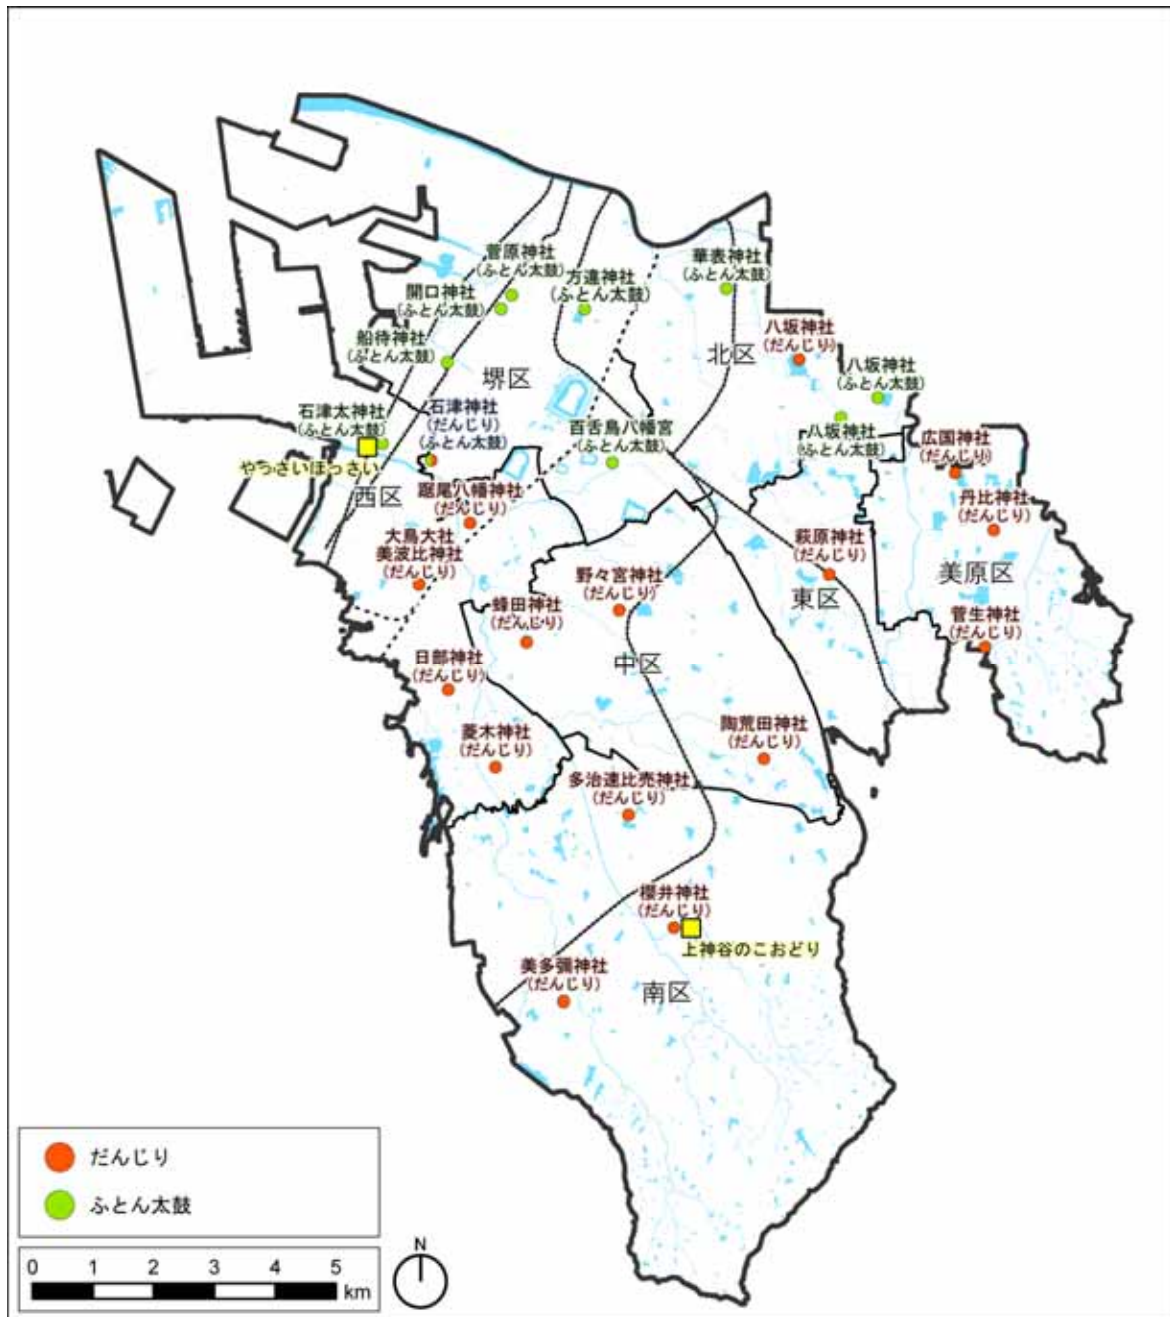 菅原神社
(ふとん太鼓)
方違神社
(ふとん太鼓)
華表神社
(ふとん太鼓)
開口神社
(ふとん太鼓)
船待神社
(ふとん太鼓)
堺区
北区
八坂神社
(だんじり)
八坂神社
(ふとん太鼓)
八坂神社
(ふとん太鼓)
石津太神社
(ふとん太鼓)
やっさいほっさい
石津神社
(だんじり)
(ふとん太鼓)
百舌鳥八幡宮
(ふとん太鼓)
広国神社
(だんじり)
丹比神社
(だんじり)
西区
踞尾八幡神社
(だんじり)
大鳥大社
美波比神社
(だんじり)
萩原神社
(だんじり)
東区
美原区
菅生神社
(だんじり)
野々宮神社
(だんじり)
蜂田神社
(だんじり)
中区
日部神社
(だんじり)
菱木神社
(だんじり)
陶荒田神社
(だんじり)
多治速比売神社
(だんじり)
櫻井神社
(だんじり)
上神谷のこおどり
美多彌神社
(だんじり)
南区
だんじり
ふとん太鼓
0 1 2 3 4 5
km
N